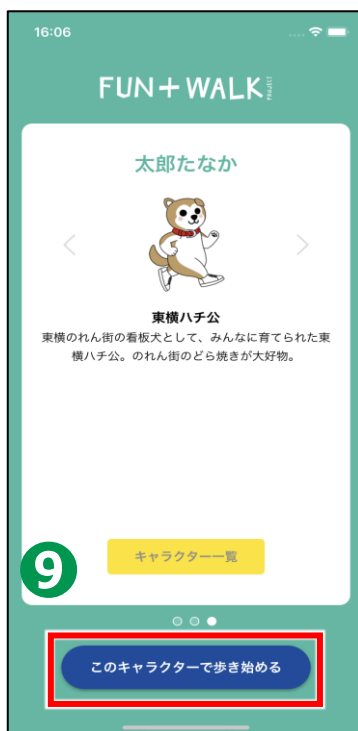 16:06
FUN+WALK PROJECT
太郎たなか
東横ハチ公
東横のれん街の看板犬として、みんなに育てられた東
横ハチ公。のれん街のどら焼きが大好物。
キャラクター一覧
9
このキャラクターで歩き始める